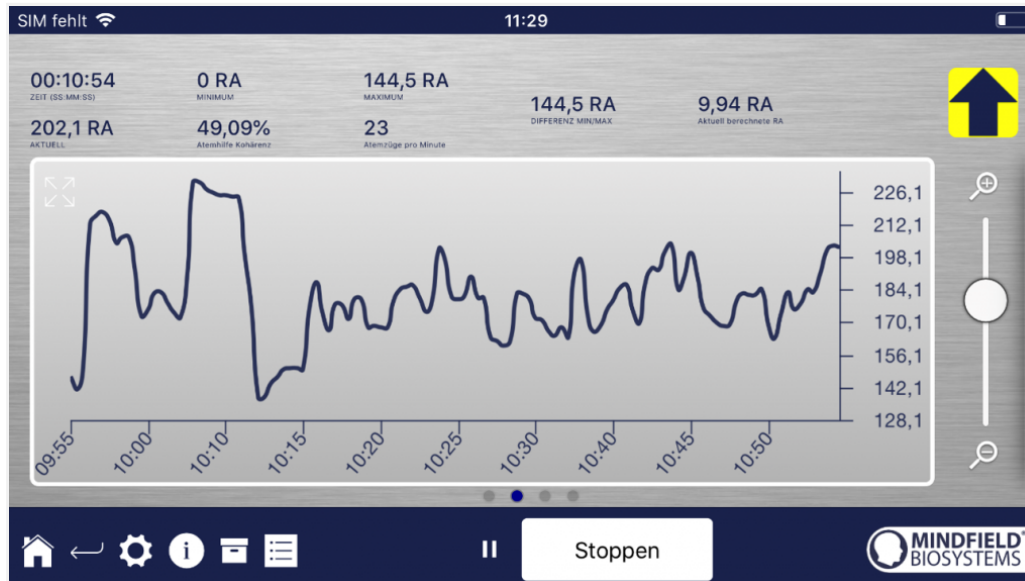 SIM fehlt
11:29
00:10:54
ZEIT (SS:MM:SS)
0 RA
MINIMUM
144,5 RA
MAXIMUM
144,5 RA
DIFFERENZ MIN/MAX
9,94 RA
Aktuell berechnete RA
202,1 RA
AKTUELL
49,09%
Atemhilfe Kohärenz
23
Atemzüge pro Minute
226,1
212,1
198,1
184,1
170,1
156,1
142,1
128,1
09:55
10:00
10:10
10:15
10:20
10:25
10:30
10:40
10:45
10:50
Stoppen
MINDFIELD®
BIOSYSTEMS